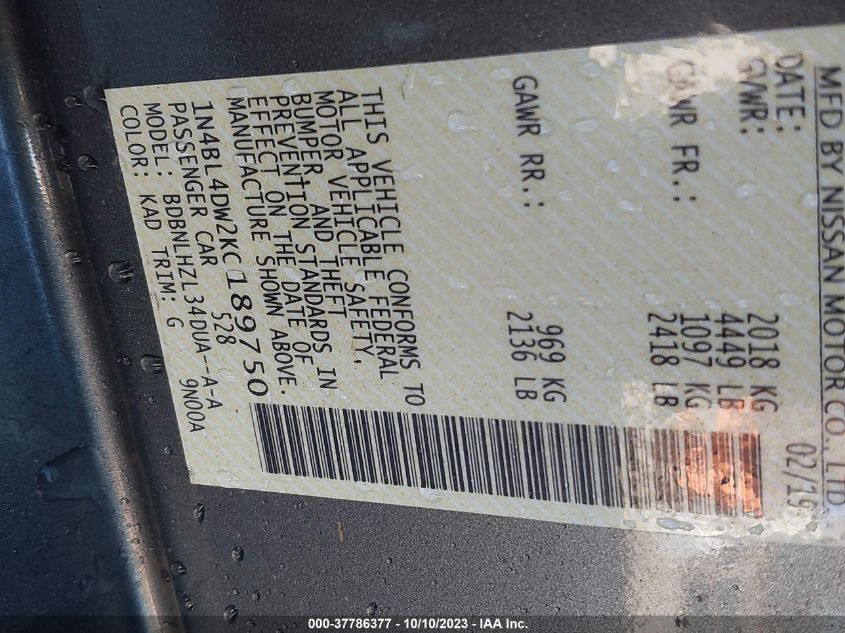 MFD BY NISSAN MOTOR CO., LTD.
DATE: 02/19
GVWR: 2018 KG
4449 LB
GAWR FR.: 1097 KG
2418 LB
GAWR RR.: 969 KG
2136 LB
THIS VEHICLE CONFORMS TO
ALL APPLICABLE FEDERAL
MOTOR VEHICLE SAFETY,
BUMPER AND THEFT
PREVENTION STANDARDS IN
EFFECT ON THE DATE OF
MANUFACTURE SHOWN ABOVE.
1N4BL4DW2KC189750
PASSENGER CAR 528
MODEL: BDBNLHZL34DUA--A-A
COLOR: KAD TRIM: G 9N00A
000-37786377 - 10/10/2023 - IAA Inc.